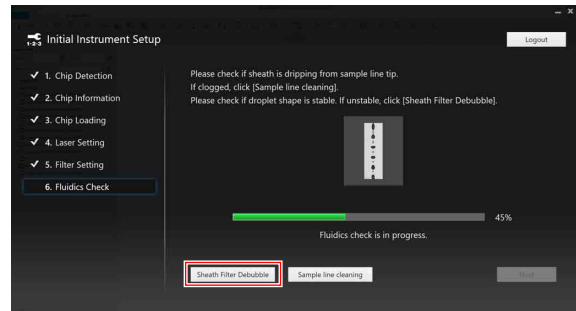 1-2-3 Initial Instrument Setup
Logout
1. Chip Detection
2. Chip Information
3. Chip Loading
4. Laser Setting
5. Filter Setting
6. Fluidics Check
Please check if sheath is dripping from sample line tip.
If clogged, click [Sample line cleaning].
Please check if droplet shape is stable. If unstable, click [Sheath Filter Debubble].
45%
Fluidics check is in progress.
Sheath Filter Debubble
Sample line cleaning
Next